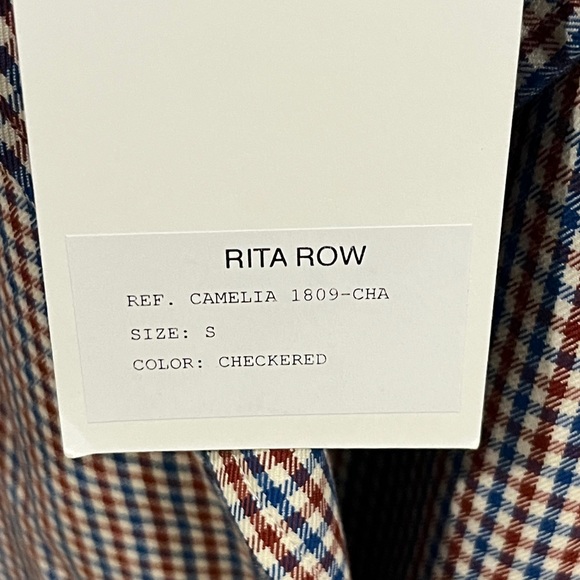 RITA ROW
REF. CAMELIA 1809-CHA
SIZE: S
COLOR: CHECKERED